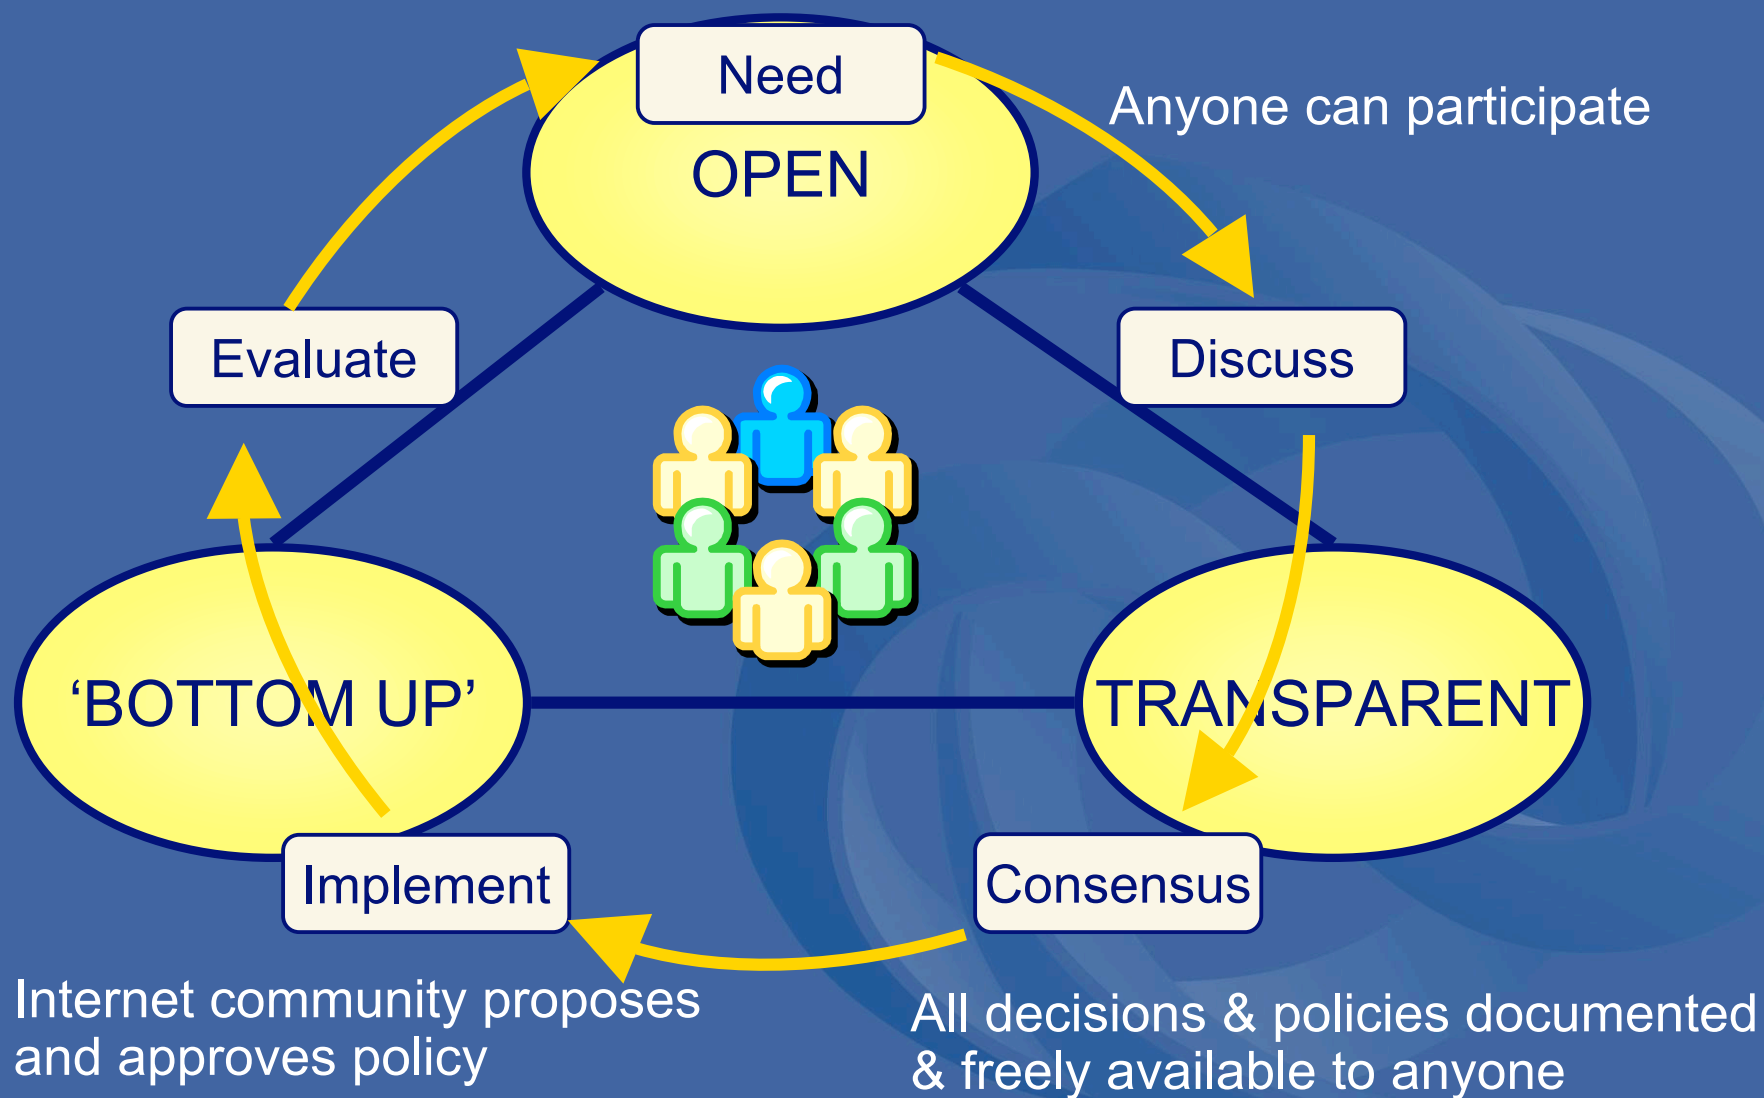 Need
OPEN
Anyone can participate
Evaluate
Discuss
‘BOTTOM UP’
TRANSPARENT
Implement
Consensus
Internet community proposes
and approves policy
All decisions & policies documented
& freely available to anyone